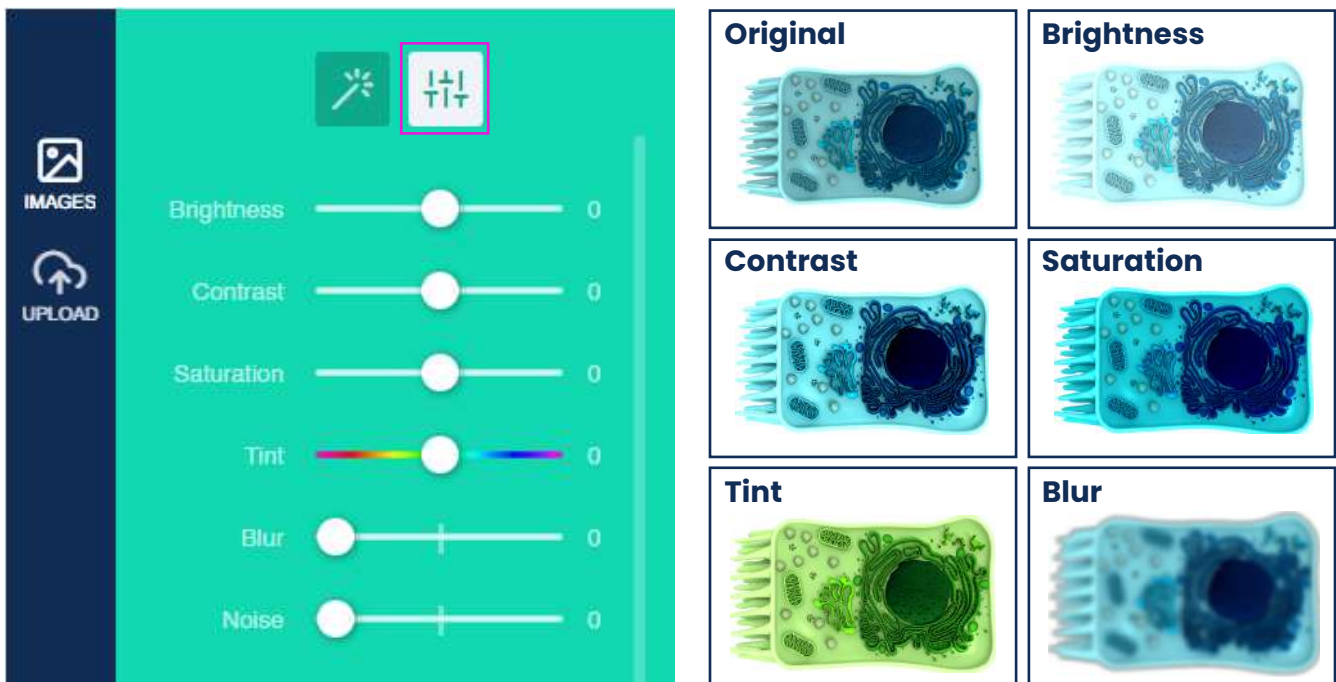 IMAGES
UPLOAD
Brightness 0
Contrast 0
Saturation 0
Tint 0
Blur 0
Noise 0
Original
Brightness
Contrast
Saturation
Tint
Blur